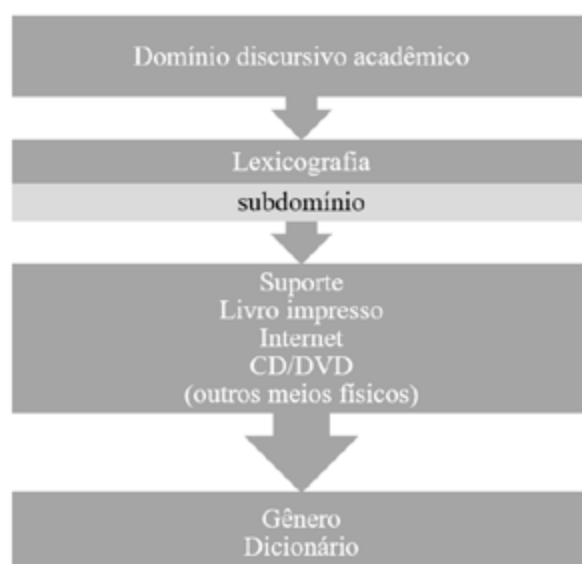 Domínio discursivo acadêmico
Lexicografia
subdomínio
Suporte
Livro impresso
Internet
CD/DVD
(outros meios físicos)
Gênero
Dicionário